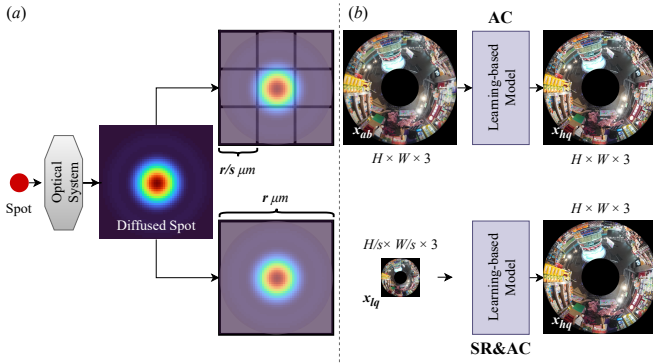 (a)
Spot
Optical
System
Diffused Spot
r/s μm
r μm
(b)
AC
x_ab
H × W × 3
Learning-based
Model
x_hq
H × W × 3
H/s × W/s × 3
x_lq
Learning-based
Model
SR&AC
H × W × 3
x_hq